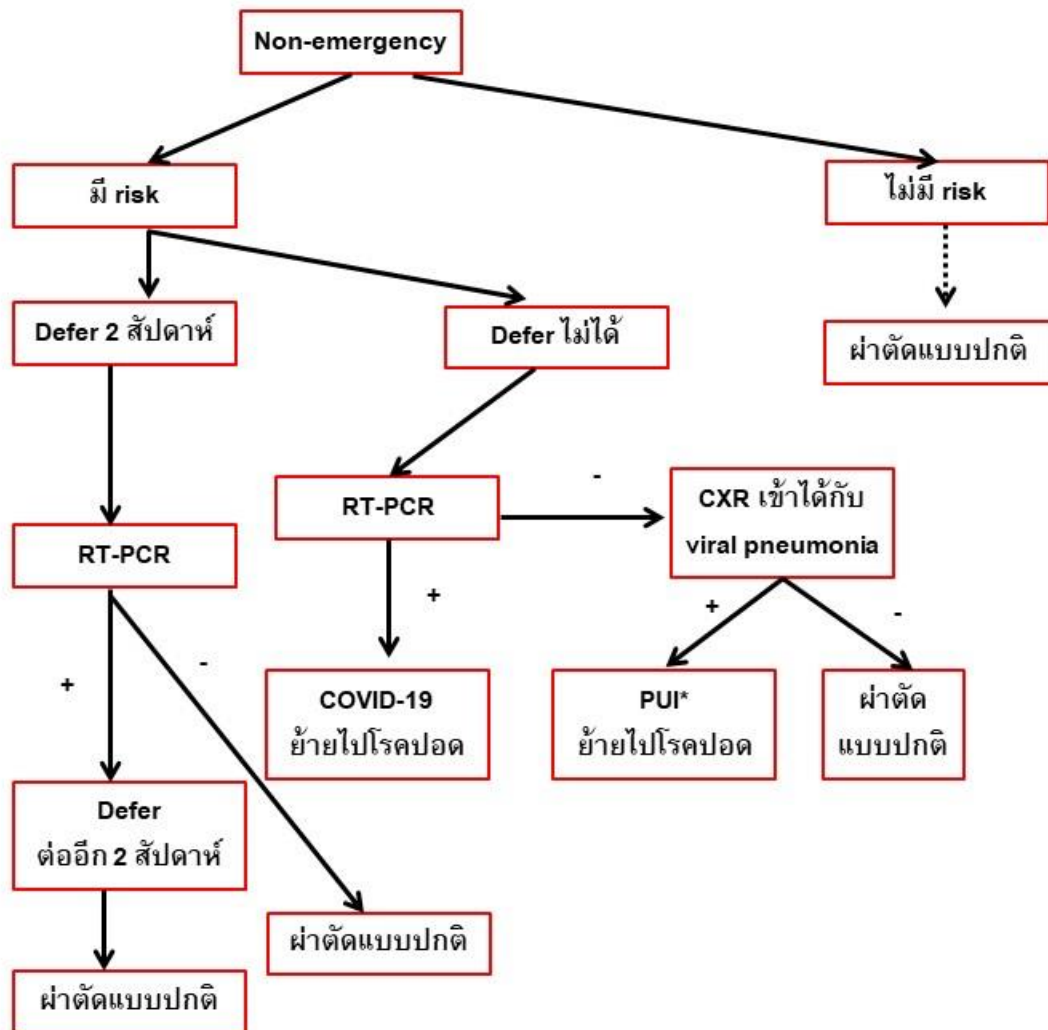 Non-emergency
มี risk
ไม่มี risk
Defer 2 สัปดาห์
Defer ไม่ได้
ผ่าตัดแบบปกติ
RT-PCR
-
CXR เข้าได้กับ
viral pneumonia
RT-PCR
+
+
-
-
+
COVID-19
ย้ายไปโรคปอด
PUI*
ย้ายไปโรคปอด
ผ่าตัด
แบบปกติ
Defer
ต่ออีก 2 สัปดาห์
ผ่าตัดแบบปกติ
ผ่าตัดแบบปกติ